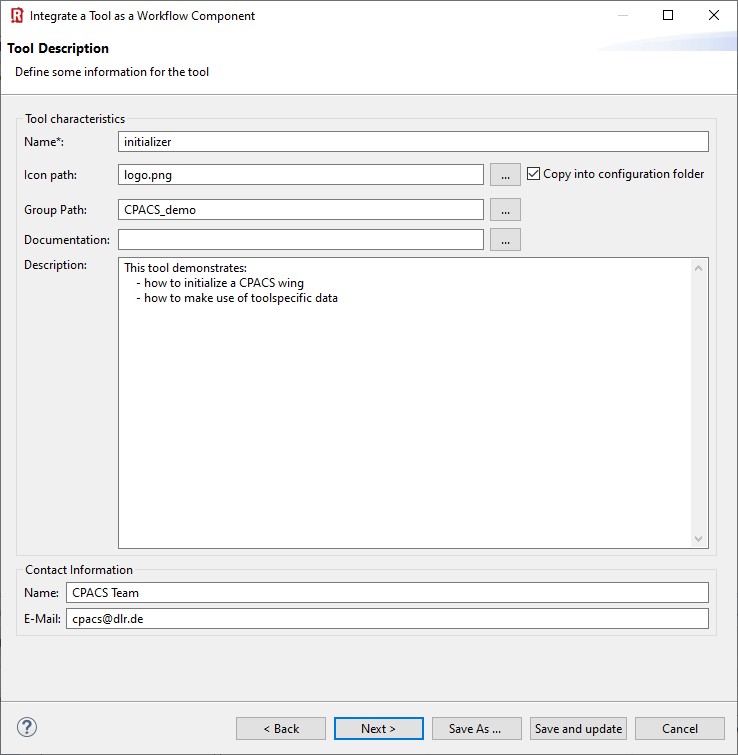 Integrate a Tool as a Workflow Component
Tool Description
Define some information for the tool
Tool characteristics
Name*: initializer
Icon path: logo.png ... Copy into configuration folder
Group Path: CPACS_demo ...
Documentation: ...
Description: This tool demonstrates:
- how to initialize a CPACS wing
- how to make use of toolspecific data
Contact Information
Name: CPACS Team
E-Mail: cpacs@dlr.de
? < Back Next > Save As ... Save and update Cancel